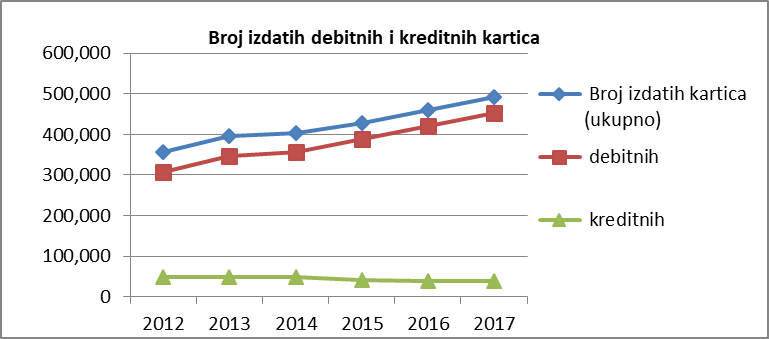 Broj izdatih debitnih i kreditnih kartica
600,000
500,000
400,000
300,000
200,000
100,000
0
2012 2013 2014 2015 2016 2017
Broj izdatih kartica
(ukupno)
debitnih
kreditnih